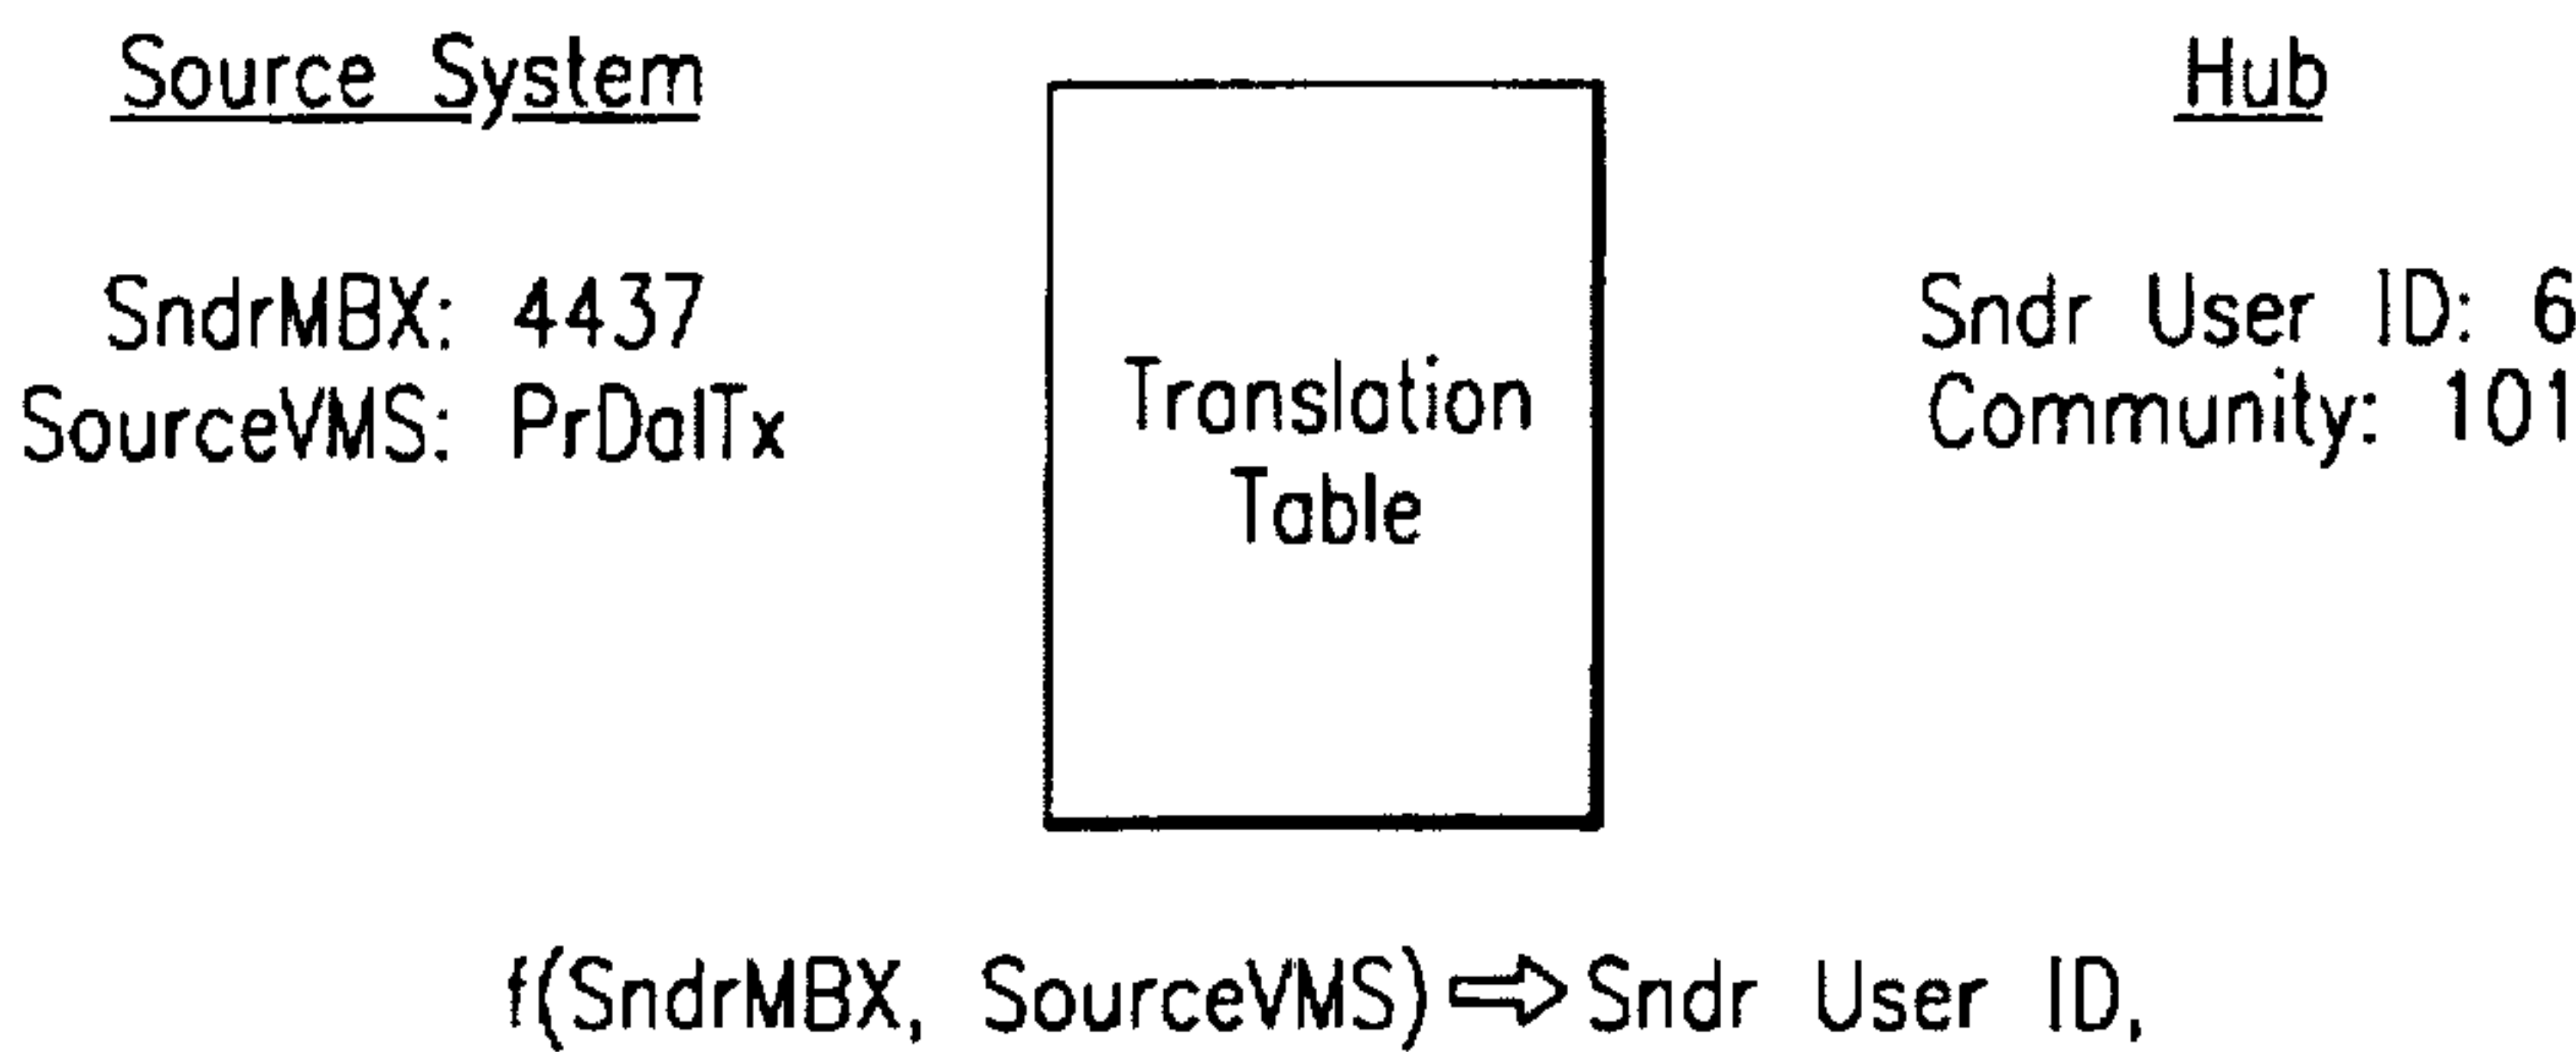 Source System
Hub
SndrMBX: 4437
SourceVMS: PrDalTx
Translation
Table
Sndr User ID: 6
Community: 101
f(SndrMBX, SourceVMS) ⇨ Sndr User ID,